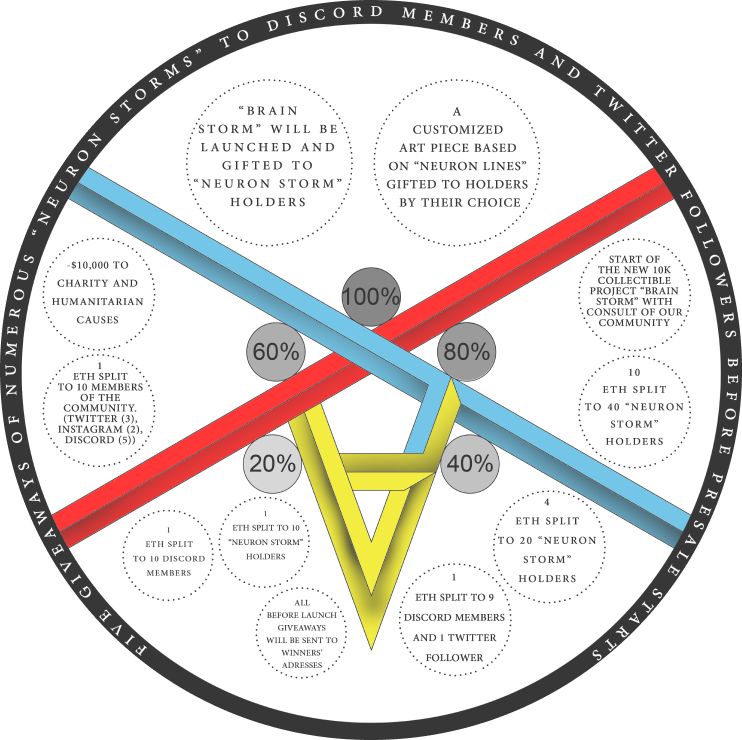 FIVE GIVEAWAYS OF NUMEROUS “NEURON STORMS” TO DISCORD MEMBERS AND TWITTER FOLLOWERS BEFORE PRESALE STARTS
“BRAIN
STORM” WILL BE
LAUNCHED AND
GIFTED TO
“NEURON STORM”
HOLDERS
A
CUSTOMIZED
ART PIECE BASED
ON “NEURON LINES”
GIFTED TO HOLDERS
BY THEIR CHOICE
-$10,000 TO
CHARITY AND
HUMANITARIAN
CAUSES
START OF
THE NEW 10K
COLLECTIBLE
PROJECT “BRAIN
STORM” WITH
CONSULT OF OUR
COMMUNITY
100%
60%
80%
1
ETH SPLIT
TO 10 MEMBERS
OF THE
COMMUNITY.
(TWITTER (3),
INSTAGRAM (2),
DISCORD (5))
10
ETH SPLIT
TO 40 “NEURON
STORM”
HOLDERS
20%
40%
1
ETH SPLIT
TO 10 DISCORD
MEMBERS
1
ETH SPLIT TO 10
“NEURON STORM”
HOLDERS
4
ETH SPLIT
TO 20 “NEURON
STORM”
HOLDERS
ALL
BEFORE LAUNCH
GIVEAWAYS
WILL BE SENT TO
WINNERS’
ADRESSES
1
ETH SPLIT TO 9
DISCORD MEMBERS
AND 1 TWITTER
FOLLOWER